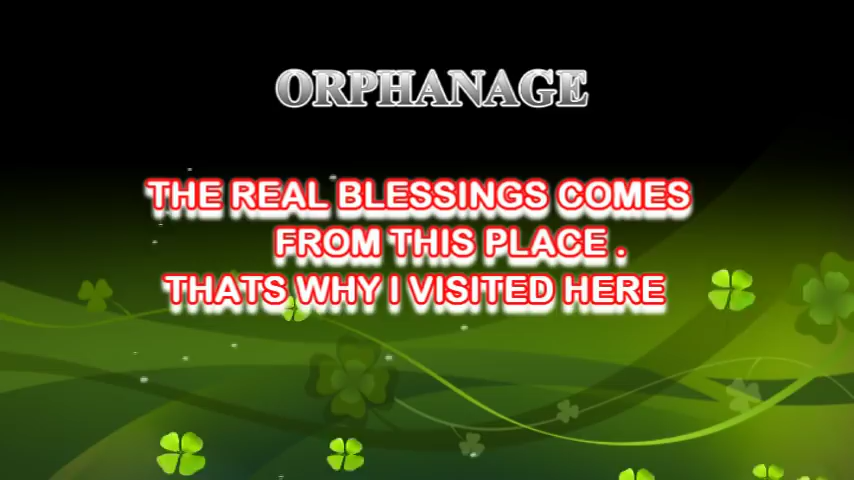 ORPHANAGE
THE REAL BLESSINGS COMES
FROM THIS PLACE .
THATS WHY I VISITED HERE